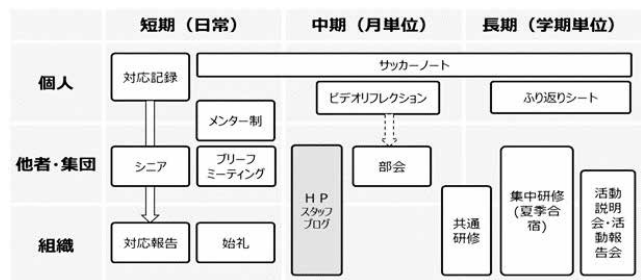 短期（日常）
中期（月単位）
長期（学期単位）
個人
対応記録
サッカーノート
ビデオリフレクション
ふり返りシート
メンター制
他者・集団
シニア
ブリーフ
ミーティング
ＨＰ
スタッフ
ブログ
部会
集中研修
(夏季合
宿)
活動
説明
会・活
動報
告会
共通
研修
組織
対応報告
始礼